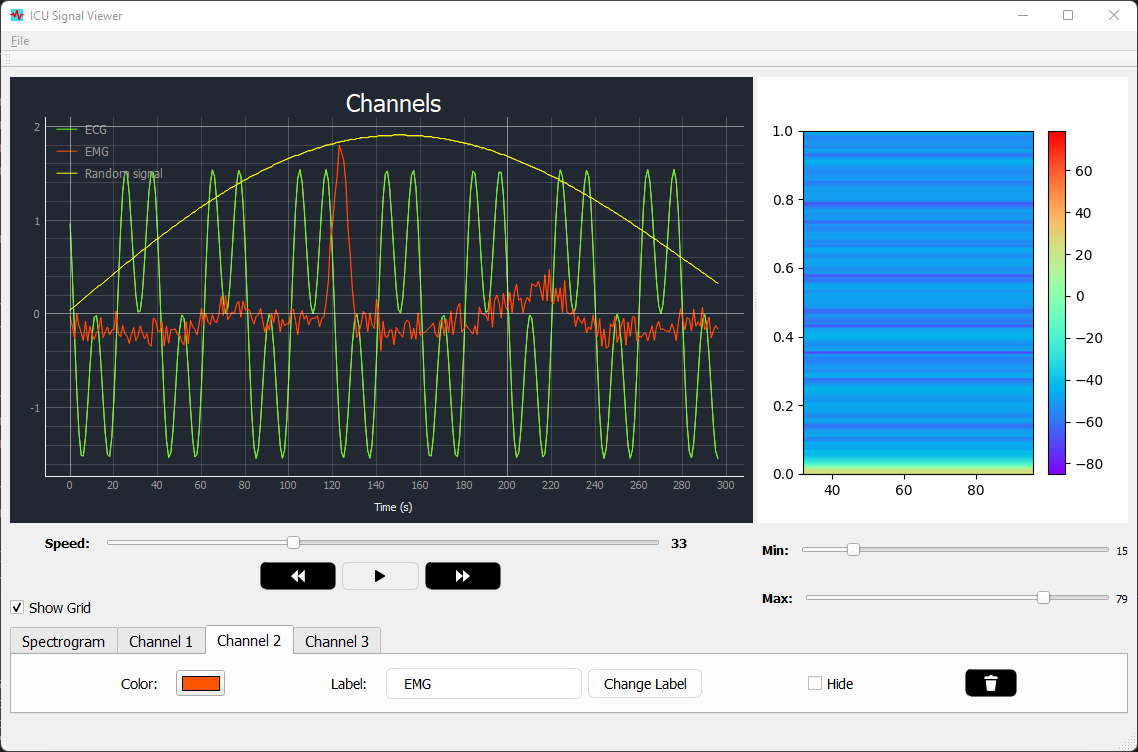 ICU Signal Viewer
File
Channels
ECG
EMG
Random signal
2
1
0
-1
0 20 40 60 80 100 120 140 160 180 200 220 240 260 280 300
Time (s)
1.0
0.8
0.6
0.4
0.2
0.0
40 60 80
60
40
20
0
−20
−40
−60
−80
Speed: 33
Min: 15
Max: 79
Show Grid
Spectrogram Channel 1 Channel 2 Channel 3
Color: Label: EMG Change Label Hide